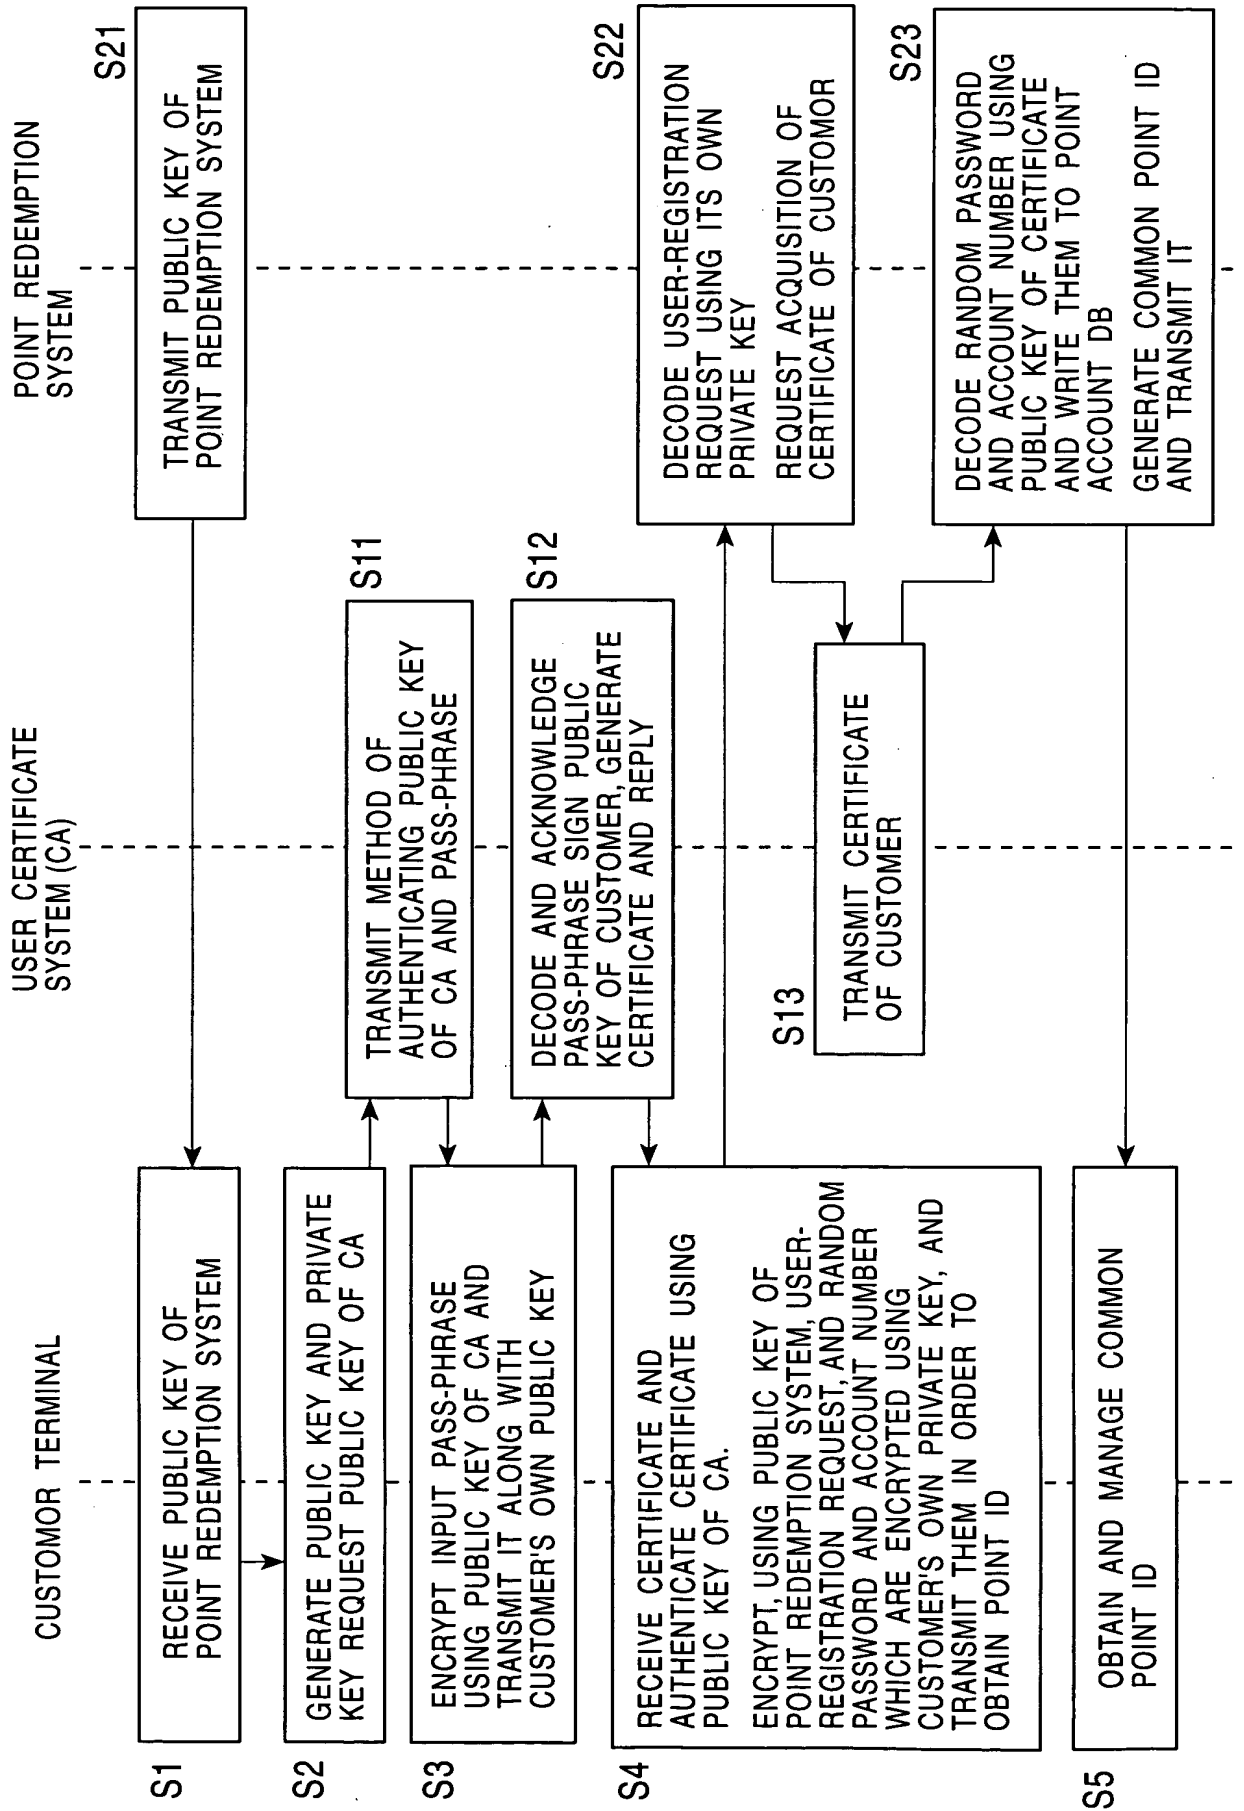 CUSTOMOR TERMINAL
USER CERTIFICATE
SYSTEM (CA)
POINT REDEMPTION
SYSTEM
S1
RECEIVE PUBLIC KEY OF
POINT REDEMPTION SYSTEM
S21
TRANSMIT PUBLIC KEY OF
POINT REDEMPTION SYSTEM
S2
GENERATE PUBLIC KEY AND PRIVATE
KEY REQUEST PUBLIC KEY OF CA
S11
TRANSMIT METHOD OF
AUTHENTICATING PUBLIC KEY
OF CA AND PASS-PHRASE
S3
ENCRYPT INPUT PASS-PHRASE
USING PUBLIC KEY OF CA AND
TRANSMIT IT ALONG WITH
CUSTOMER'S OWN PUBLIC KEY
S12
DECODE AND ACKNOWLEDGE
PASS-PHRASE SIGN PUBLIC
KEY OF CUSTOMER, GENERATE
CERTIFICATE AND REPLY
S4
RECEIVE CERTIFICATE AND
AUTHENTICATE CERTIFICATE USING
PUBLIC KEY OF CA.
ENCRYPT, USING PUBLIC KEY OF
POINT REDEMPTION SYSTEM, USER-
REGISTRATION REQUEST, AND RANDOM
PASSWORD AND ACCOUNT NUMBER
WHICH ARE ENCRYPTED USING
CUSTOMER'S OWN PRIVATE KEY, AND
TRANSMIT THEM IN ORDER TO
OBTAIN POINT ID
S22
DECODE USER-REGISTRATION
REQUEST USING ITS OWN
PRIVATE KEY
REQUEST ACQUISITION OF
CERTIFICATE OF CUSTOMOR
S13
TRANSMIT CERTIFICATE
OF CUSTOMER
S23
DECODE RANDOM PASSWORD
AND ACCOUNT NUMBER USING
PUBLIC KEY OF CERTIFICATE
AND WRITE THEM TO POINT
ACCOUNT DB
GENERATE COMMON POINT ID
AND TRANSMIT IT
S5
OBTAIN AND MANAGE COMMON
POINT ID